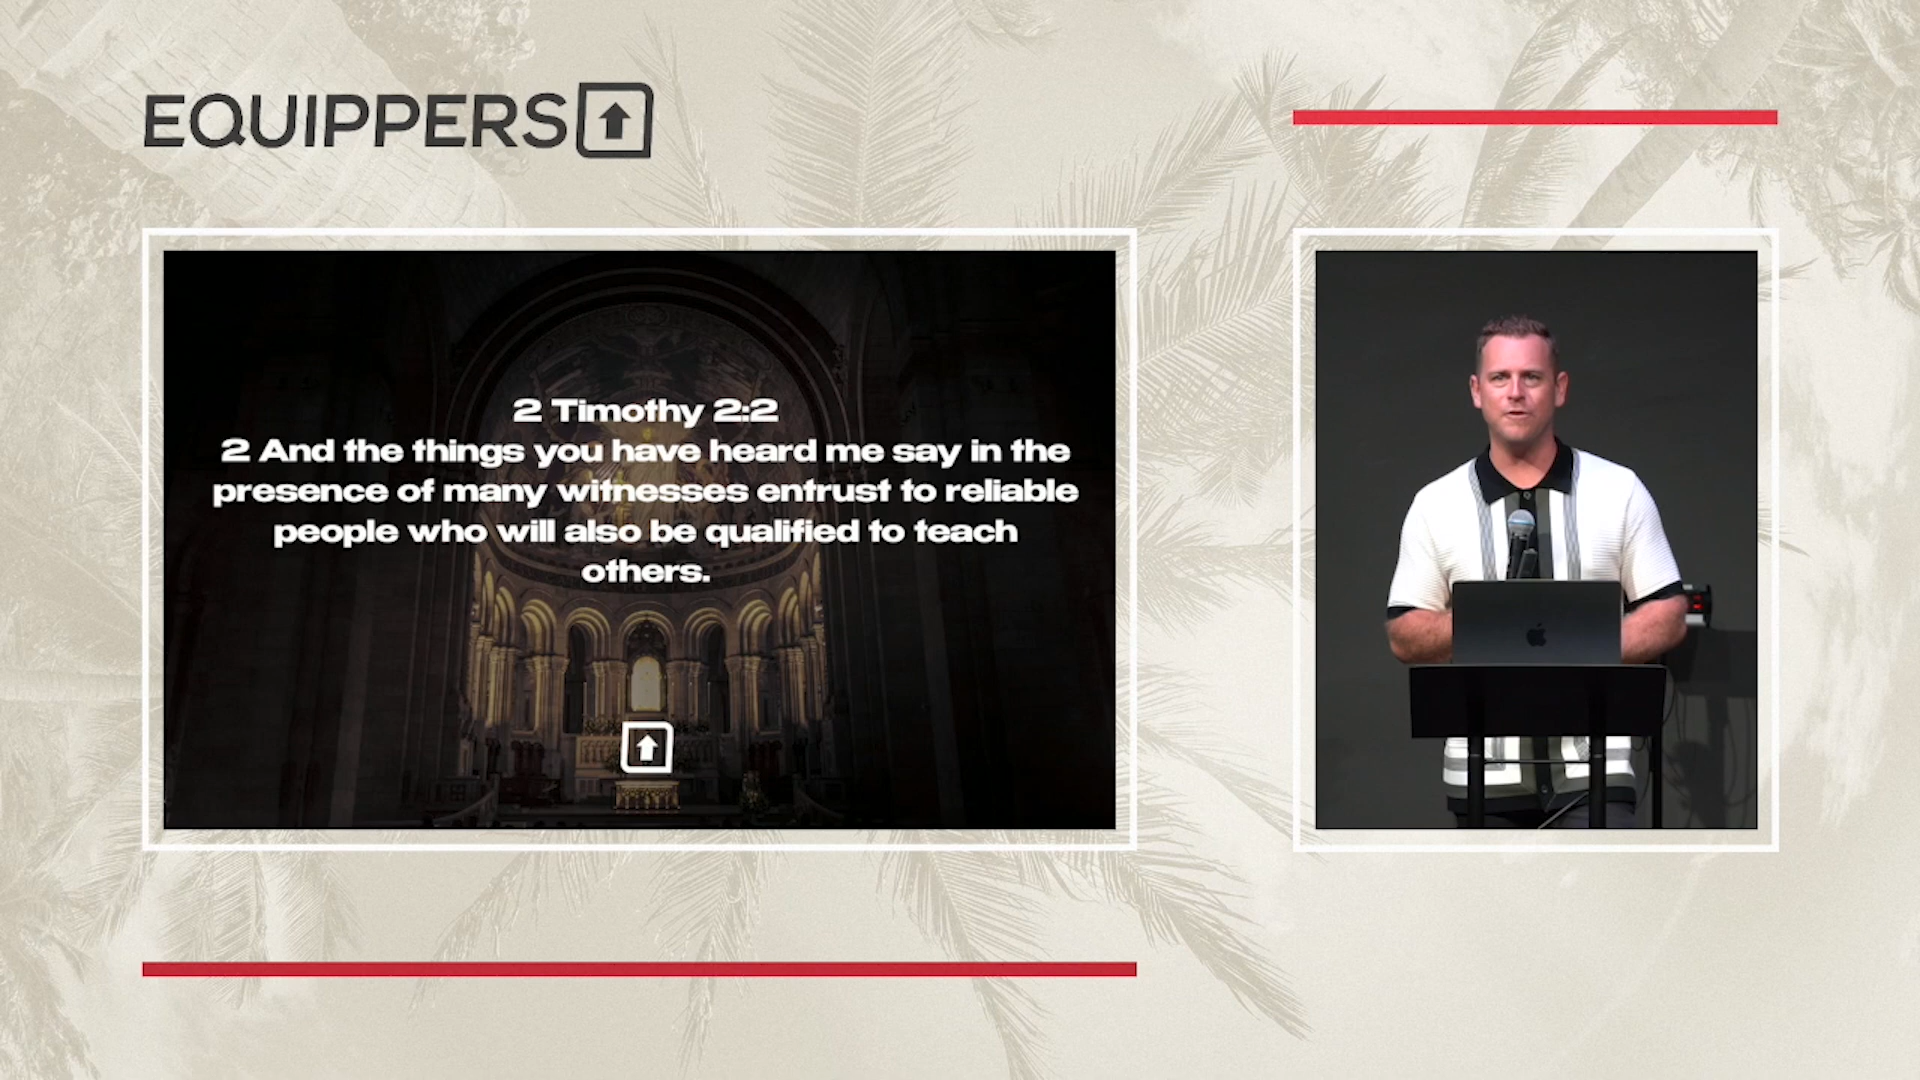 EQUIPPERS
2 Timothy 2:2
2 And the things you have heard me say in the
presence of many witnesses entrust to reliable
people who will also be qualified to teach
others.